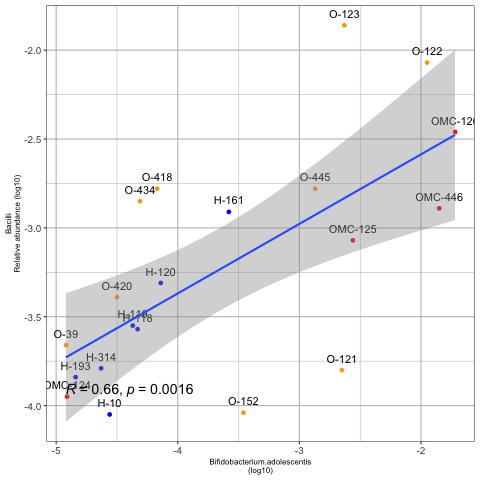 O-123
O-122
OMC-126
O-418
O-434
O-445
H-161
OMC-446
OMC-125
H-120
O-420
H-118
O-39
H-314
H-193
OMC-124
R = 0.66, p = 0.0016
O-121
H-10
O-152
-2.0
-2.5
-3.0
-3.5
-4.0
-5
-4
-3
-2
Bacilli
Relative abundance (log10)
Bifidobacterium.adolescentis
(log10)